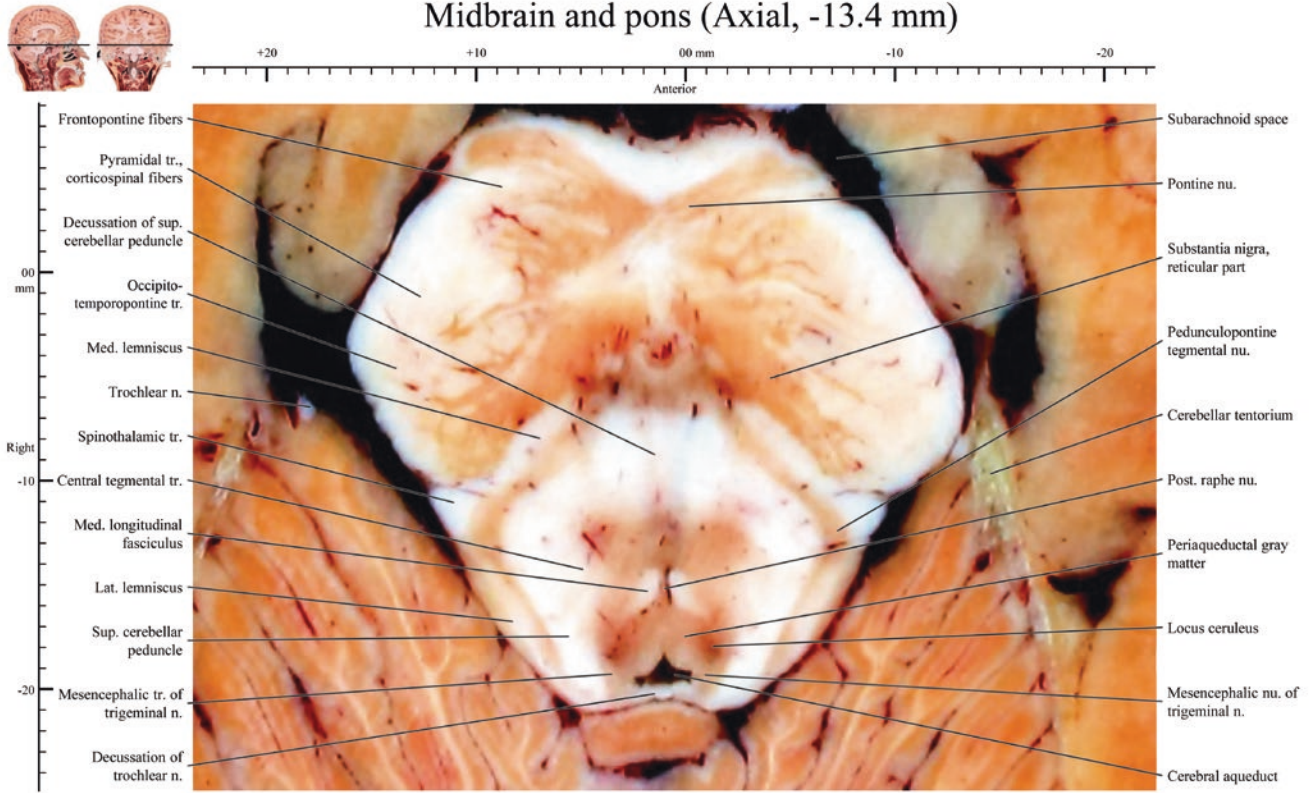 Midbrain and pons (Axial, -13.4 mm)
+20
+10
00 mm
-10
-20
Anterior
Frontopontine fibers
Pyramidal tr.,
corticospinal fibers
Decussation of sup.
cerebellar peduncle
00
mm
Occipito-
temporopontine tr.
Med. lemniscus
Trochlear n.
Spinothalamic tr.
Right
-10
Central tegmental tr.
Med. longitudinal
fasciculus
Lat. lemniscus
Sup. cerebellar
peduncle
-20
Mesencephalic tr. of
trigeminal n.
Decussation of
trochlear n.
Subarachnoid space
Pontine nu.
Substantia nigra,
reticular part
Pedunculopontine
tegmental nu.
Cerebellar tentorium
Post. raphe nu.
Periaqueductal gray
matter
Locus ceruleus
Mesencephalic nu. of
trigeminal n.
Cerebral aqueduct